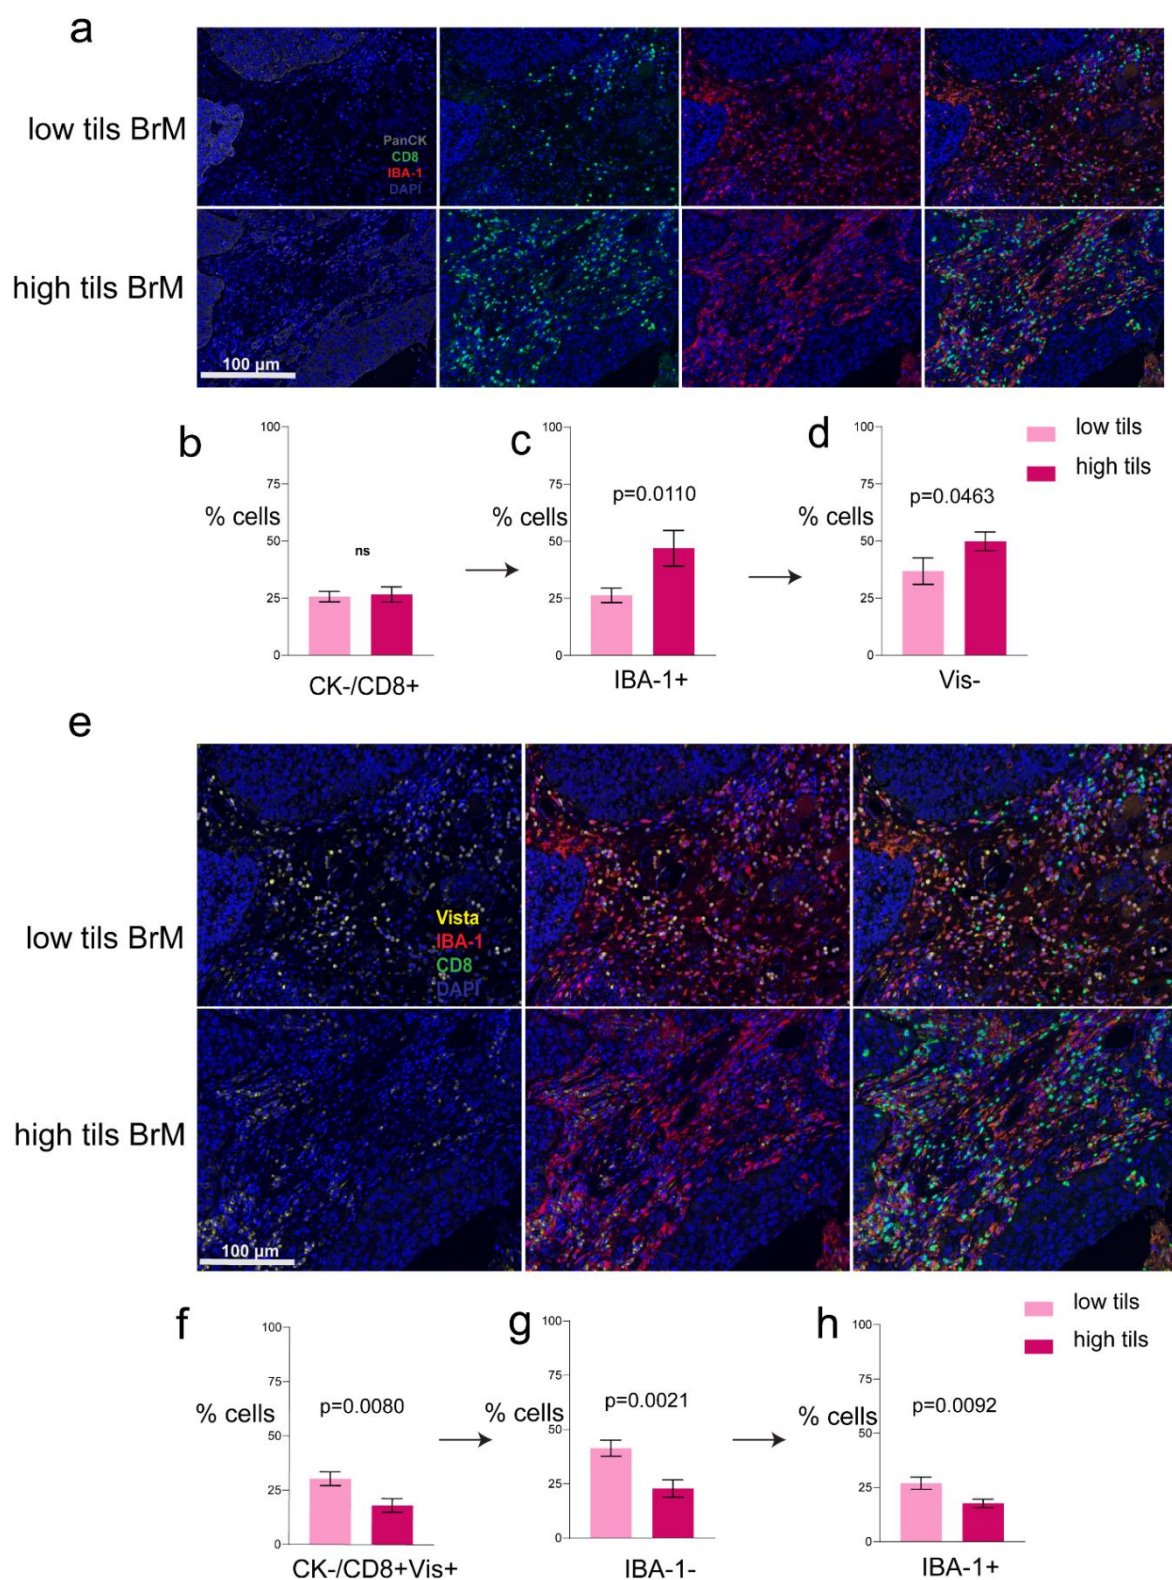 a
low tils BrM
PanCK
CD8
IBA-1
DAPI
high tils BrM
100 µm
b
100
75
% cells
50
25
0
ns
CK-/CD8+
c
100
75
% cells
50
25
0
p=0.0110
IBA-1+
d
100
75
% cells
50
25
0
p=0.0463
Vis-
low tils
high tils
e
low tils BrM
Vista
IBA-1
CD8
DAPI
high tils BrM
100 µm
f
100
75
% cells
50
25
0
p=0.0080
CK-/CD8+Vis+
g
100
75
% cells
50
25
0
p=0.0021
IBA-1-
h
100
75
% cells
50
25
0
p=0.0092
IBA-1+
low tils
high tils